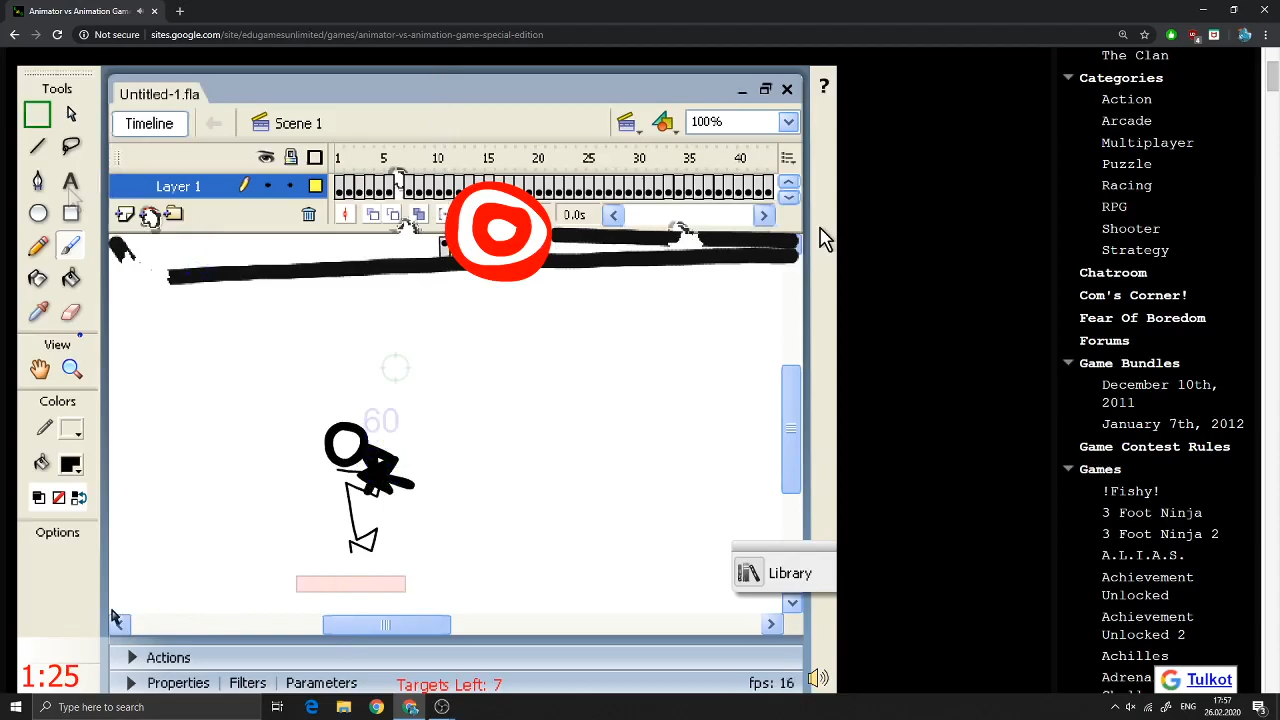 Animator vs Animation Gam
Not secure
sites.google.com/site/edugamesunlimited/games/animator-vs-animation-game-special-edition
Tools
View
Colors
Options
1:25
Untitled-1.fla
?
Timeline
Scene 1
100%
1 5 10 15 20 25 30 35 40
Layer 1
0.0s
60
Library
Actions
Properties Filters Parameters Targets Left: 7 fps: 16
The Clan
Categories
Action
Arcade
Multiplayer
Puzzle
Racing
RPG
Shooter
Strategy
Chatroom
Com's Corner!
Fear Of Boredom
Forums
Game Bundles
December 10th,
2011
January 7th, 2012
Game Contest Rules
Games
!Fishy!
3 Foot Ninja
3 Foot Ninja 2
A.L.I.A.S.
Achievement
Unlocked
Achievement
Unlocked 2
Achilles
Adrena
Tulkot
Type here to search
17:57
26.02.2020